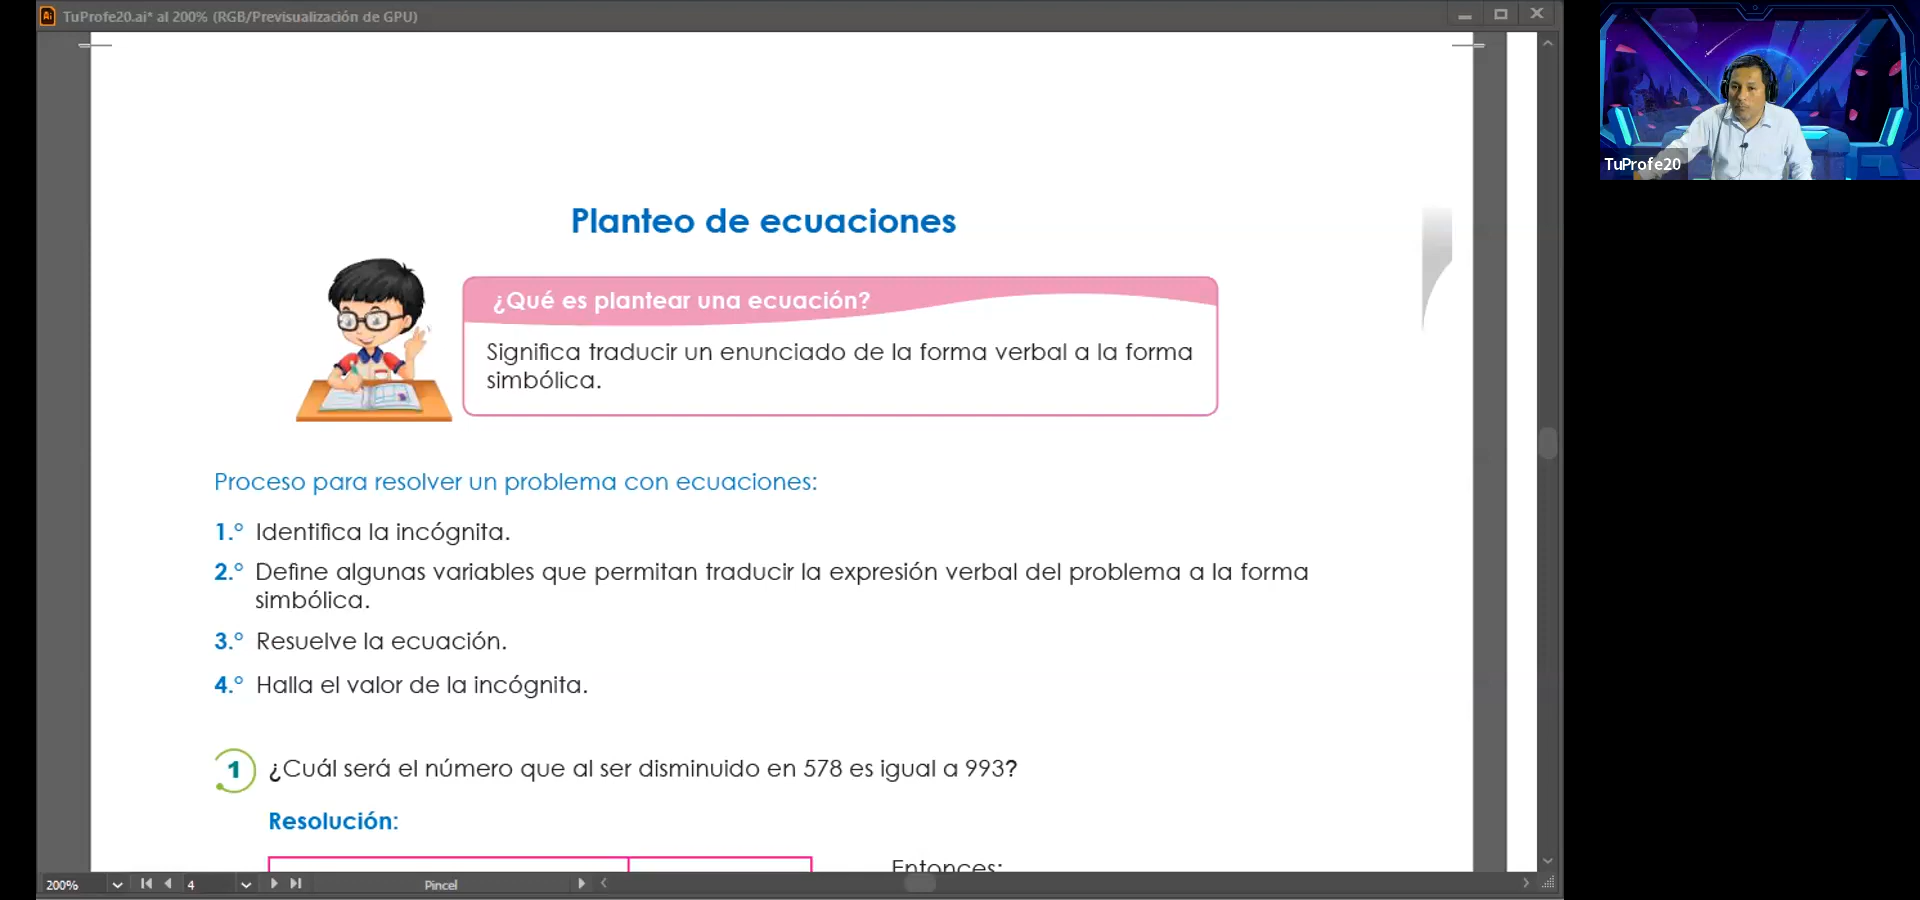 TuProfe20.ai* al 200% (RGB/Previsualización de GPU)
TuProfe20
Planteo de ecuaciones
¿Qué es plantear una ecuación?
Significa traducir un enunciado de la forma verbal a la forma
simbólica.
Proceso para resolver un problema con ecuaciones:
1.° Identifica la incógnita.
2.° Define algunas variables que permitan traducir la expresión verbal del problema a la forma
simbólica.
3.° Resuelve la ecuación.
4.° Halla el valor de la incógnita.
1 ¿Cuál será el número que al ser disminuido en 578 es igual a 993?
Resolución:
Entonces:
200% 4 Pincel